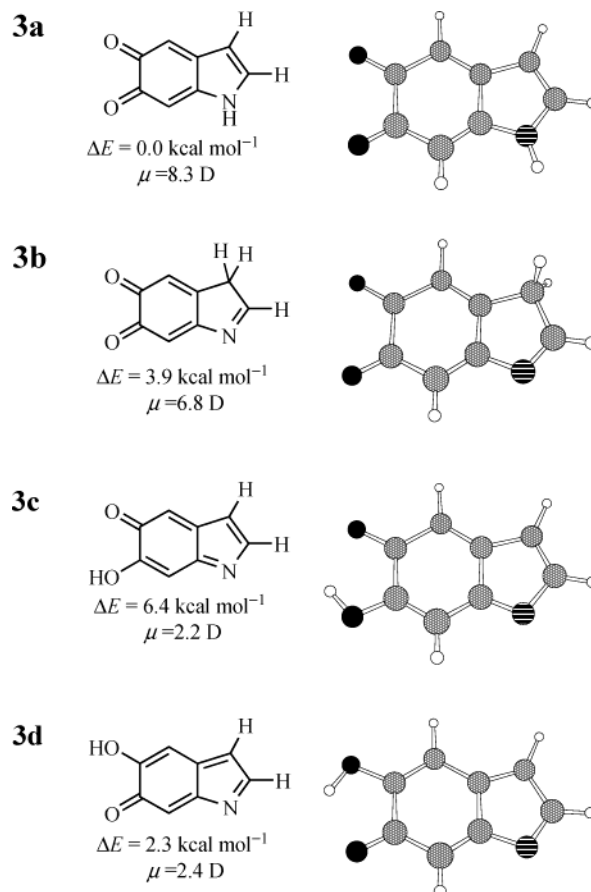 3a
O
H
H
O
N
H
ΔE = 0.0 kcal mol⁻¹
μ =8.3 D
3b
H
H
O
H
O
N
ΔE = 3.9 kcal mol⁻¹
μ =6.8 D
3c
H
O
H
HO
N
ΔE = 6.4 kcal mol⁻¹
μ =2.2 D
3d
H
HO
H
O
N
ΔE = 2.3 kcal mol⁻¹
μ =2.4 D